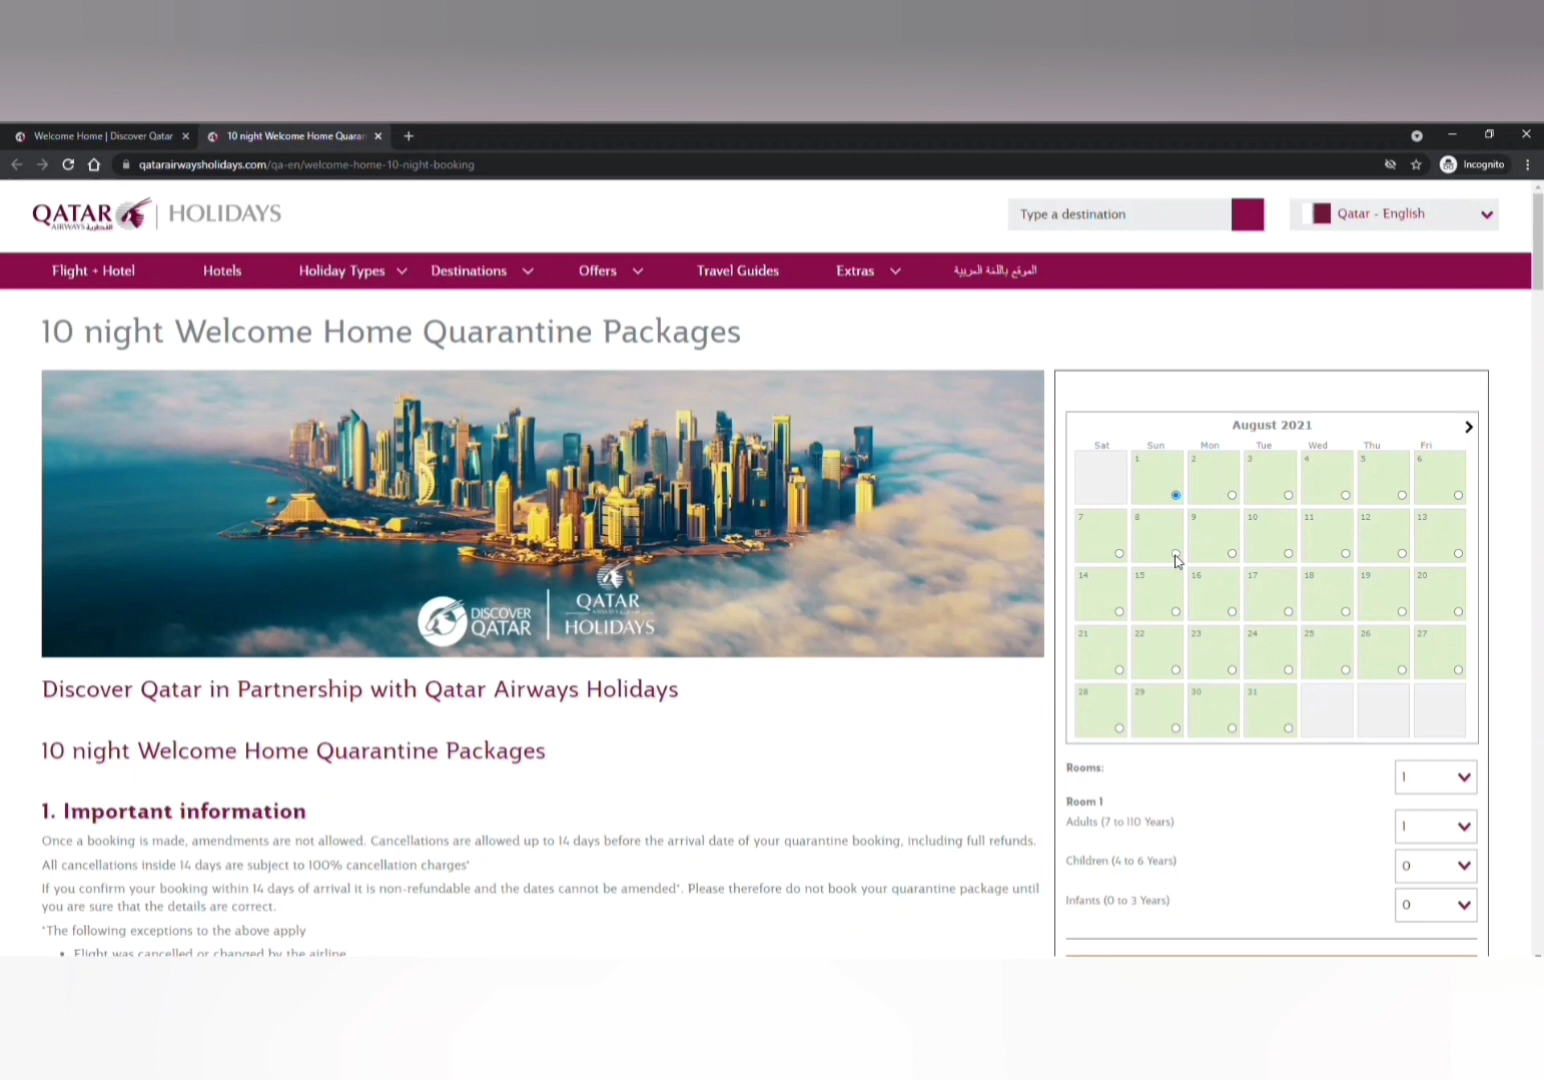 Welcome Home | Discover Qatar
10 night Welcome Home Quaran
qatarairwaysholidays.com/qa-en/welcome-home-10-night-booking
Incognito
QATAR HOLIDAYS
AIRWAYS القطرية
Type a destination
Qatar - English
Flight + Hotel Hotels Holiday Types Destinations Offers Travel Guides Extras الموقع باللغة العربية
10 night Welcome Home Quarantine Packages
DISCOVER QATAR
QATAR
HOLIDAYS
August 2021
Sat Sun Mon Tue Wed Thu Fri
1 2 3 4 5 6
7 8 9 10 11 12 13
14 15 16 17 18 19 20
21 22 23 24 25 26 27
28 29 30 31
Rooms: 1
Room 1
Adults (7 to 110 Years) 1
Children (4 to 6 Years) 0
Infants (0 to 3 Years) 0
Discover Qatar in Partnership with Qatar Airways Holidays
10 night Welcome Home Quarantine Packages
1. Important information
Once a booking is made, amendments are not allowed. Cancellations are allowed up to 14 days before the arrival date of your quarantine booking, including full refunds.
All cancellations inside 14 days are subject to 100% cancellation charges*
If you confirm your booking within 14 days of arrival it is non-refundable and the dates cannot be amended*. Please therefore do not book your quarantine package until
you are sure that the details are correct.
*The following exceptions to the above apply
• Flight was cancelled or changed by the airline